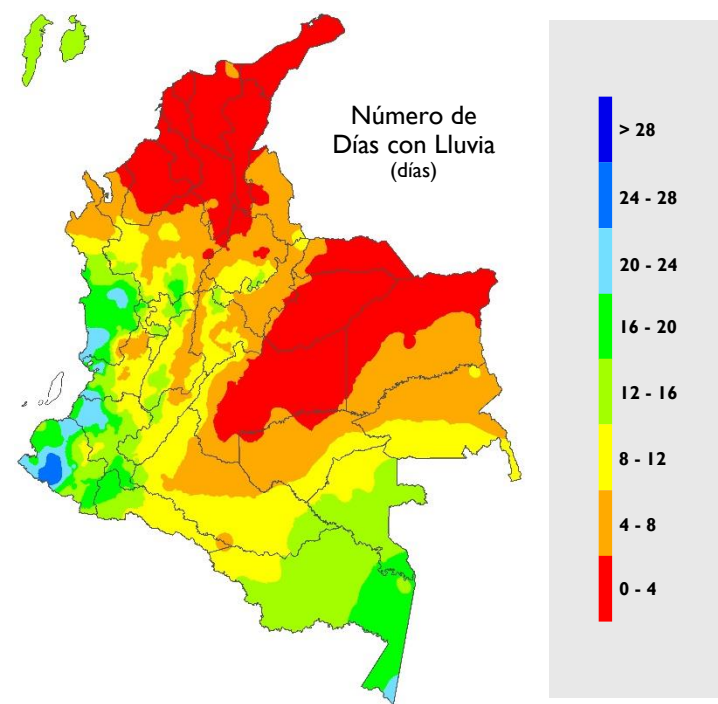 Número de
Días con Lluvia
(días)
> 28
24 - 28
20 - 24
16 - 20
12 - 16
8 - 12
4 - 8
0 - 4